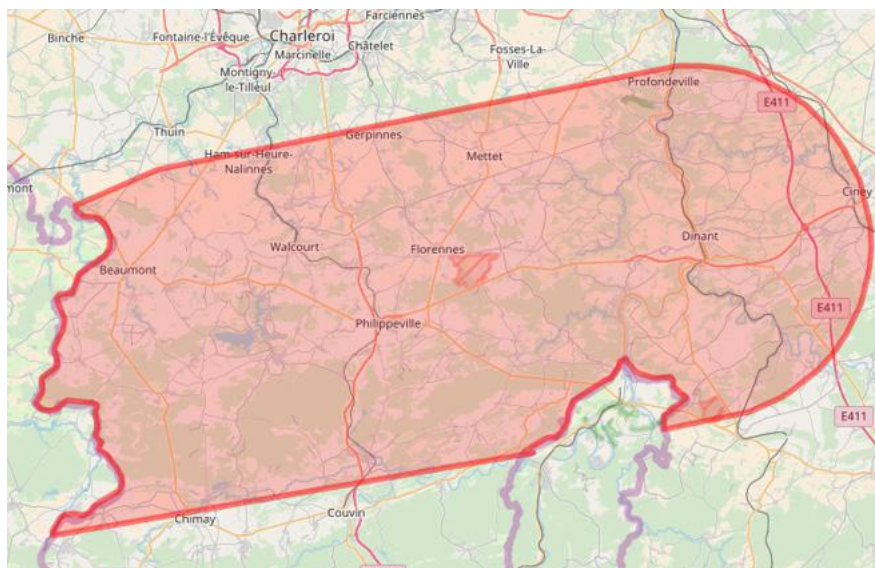 Farciennes
Binche
Fontaine-l'Évêque
Charleroi
Marcinelle
Châtelet
Fosses-La-
Ville
Montigny-
le-Tilleul
Profondeville
E411
Thuin
Gerpinnes
Ham-sur-Heure-
Nalinnes
Mettet
mont
Ciney
Walcourt
Florennes
Dinant
Beaumont
E411
Philippeville
E411
Chimay
Couvin